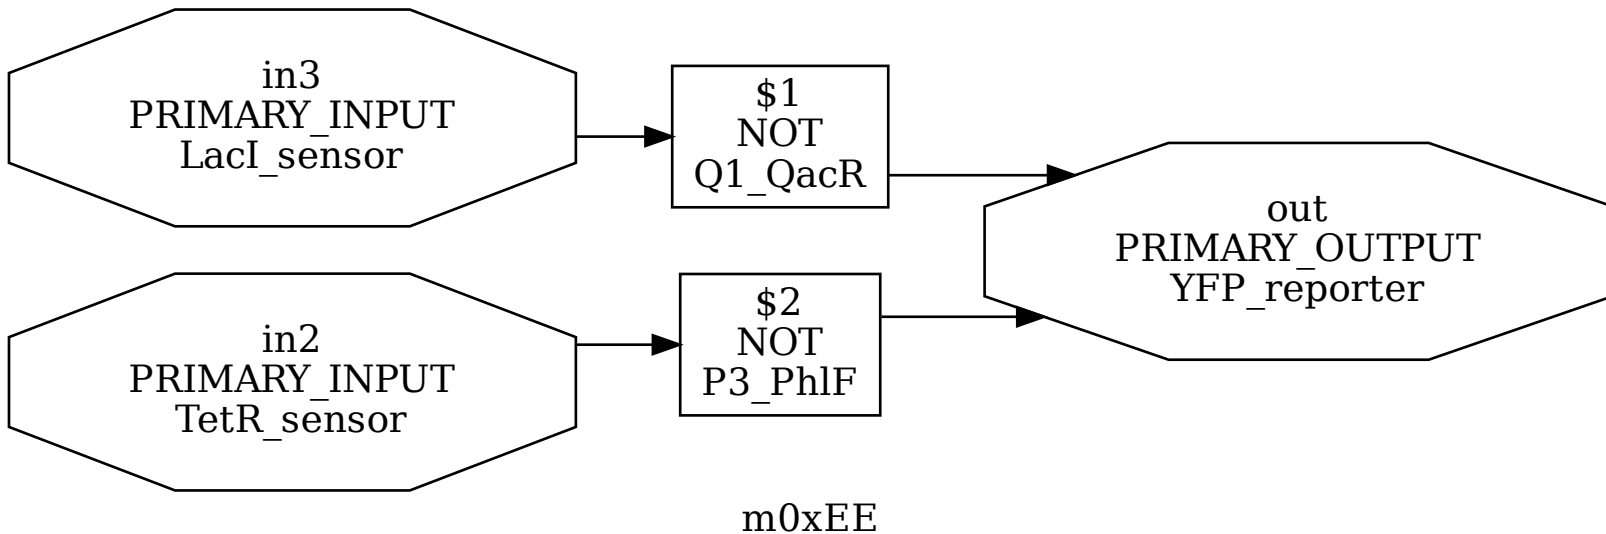 in3
PRIMARY_INPUT
LacI_sensor
$1
NOT
Q1_QacR
in2
PRIMARY_INPUT
TetR_sensor
$2
NOT
P3_PhlF
out
PRIMARY_OUTPUT
YFP_reporter
m0xEE